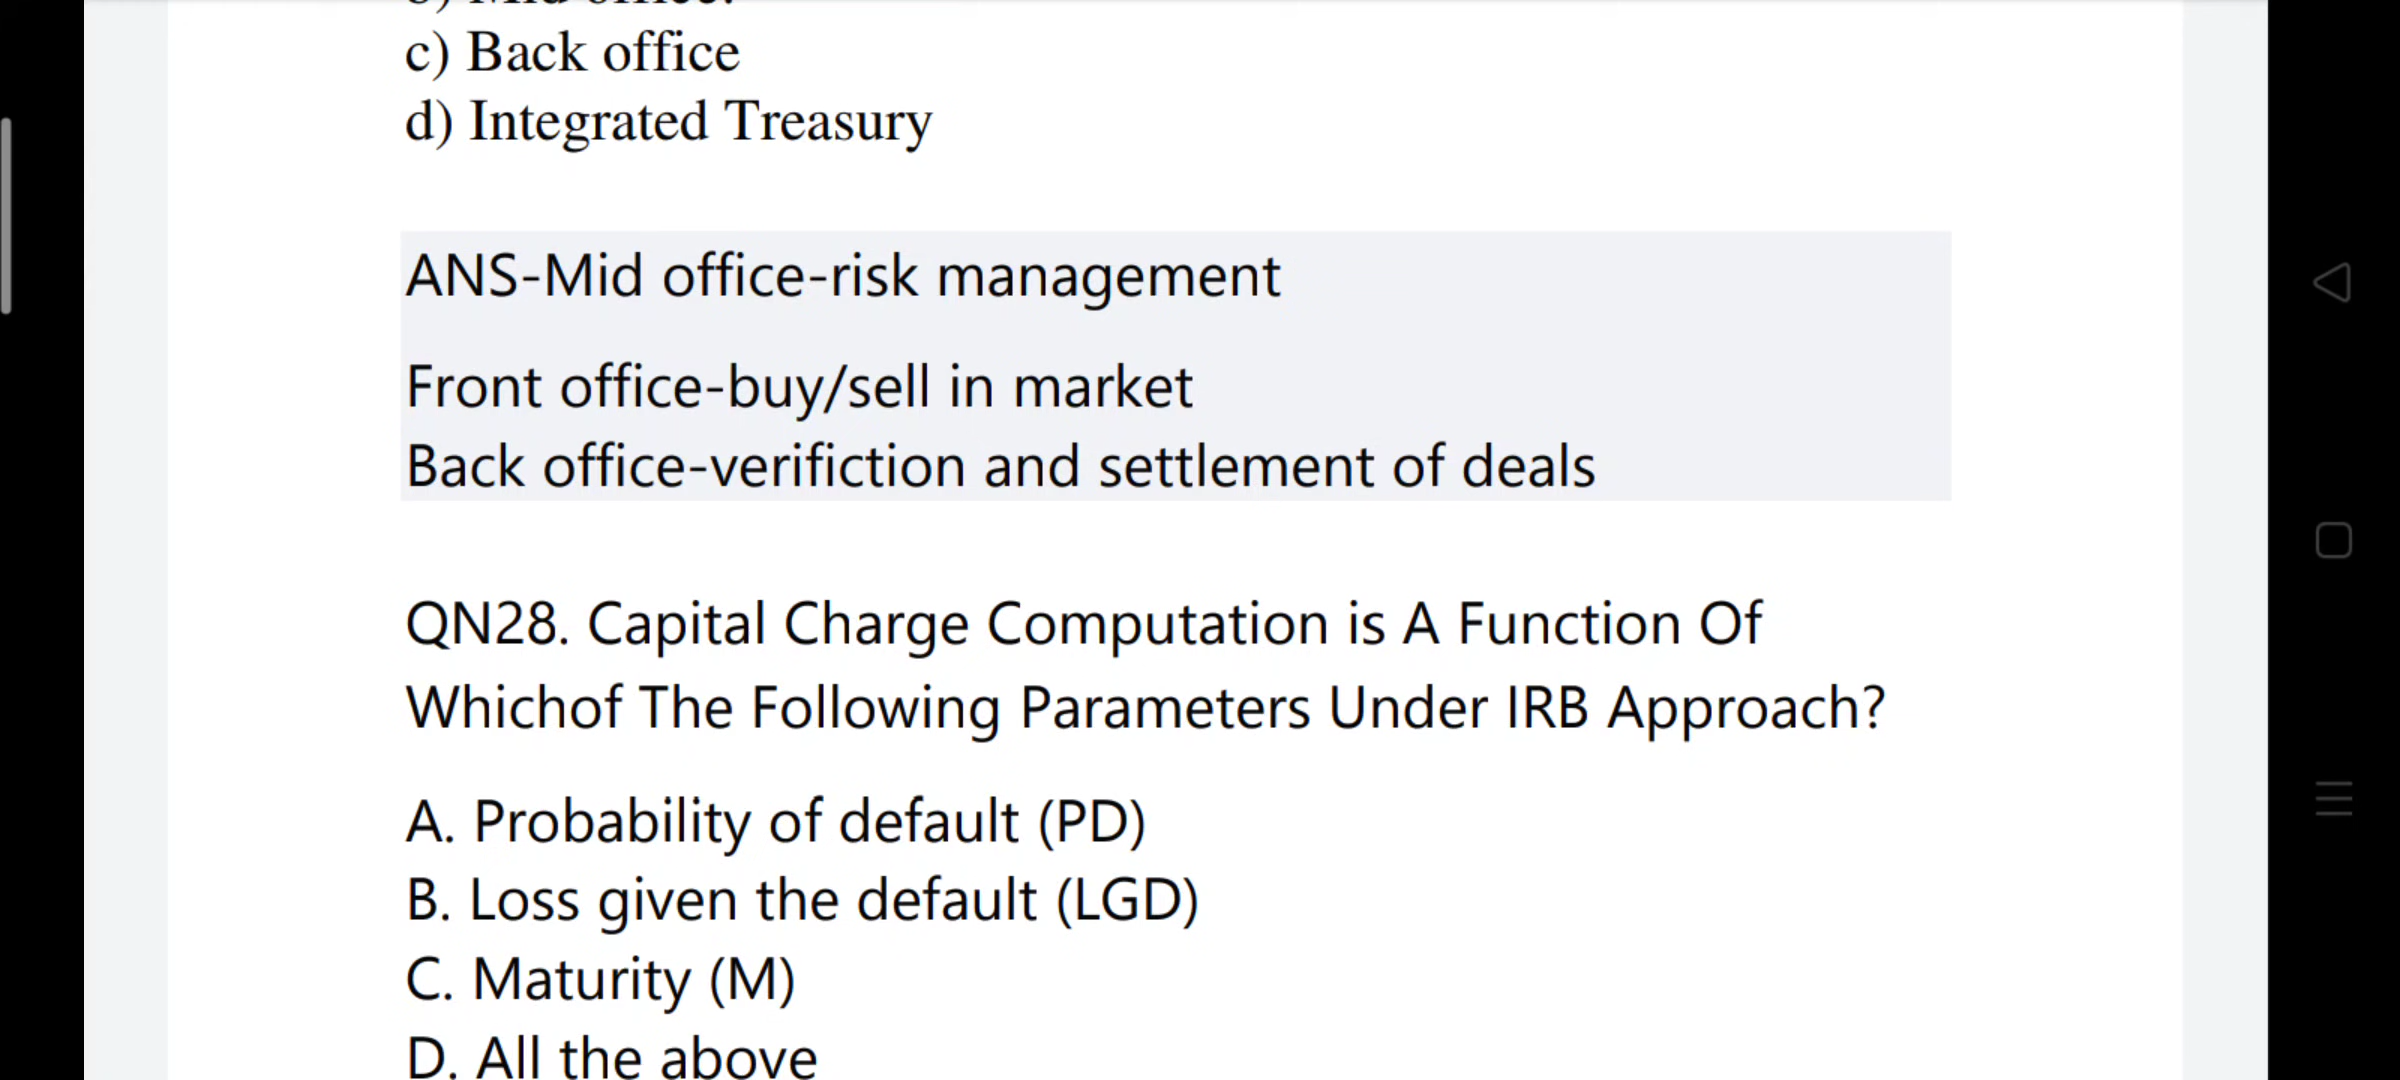 b) Mid office.
c) Back office
d) Integrated Treasury
ANS-Mid office-risk management
Front office-buy/sell in market
Back office-verifiction and settlement of deals
QN28. Capital Charge Computation is A Function Of
Whichof The Following Parameters Under IRB Approach?
A. Probability of default (PD)
B. Loss given the default (LGD)
C. Maturity (M)
D. All the above